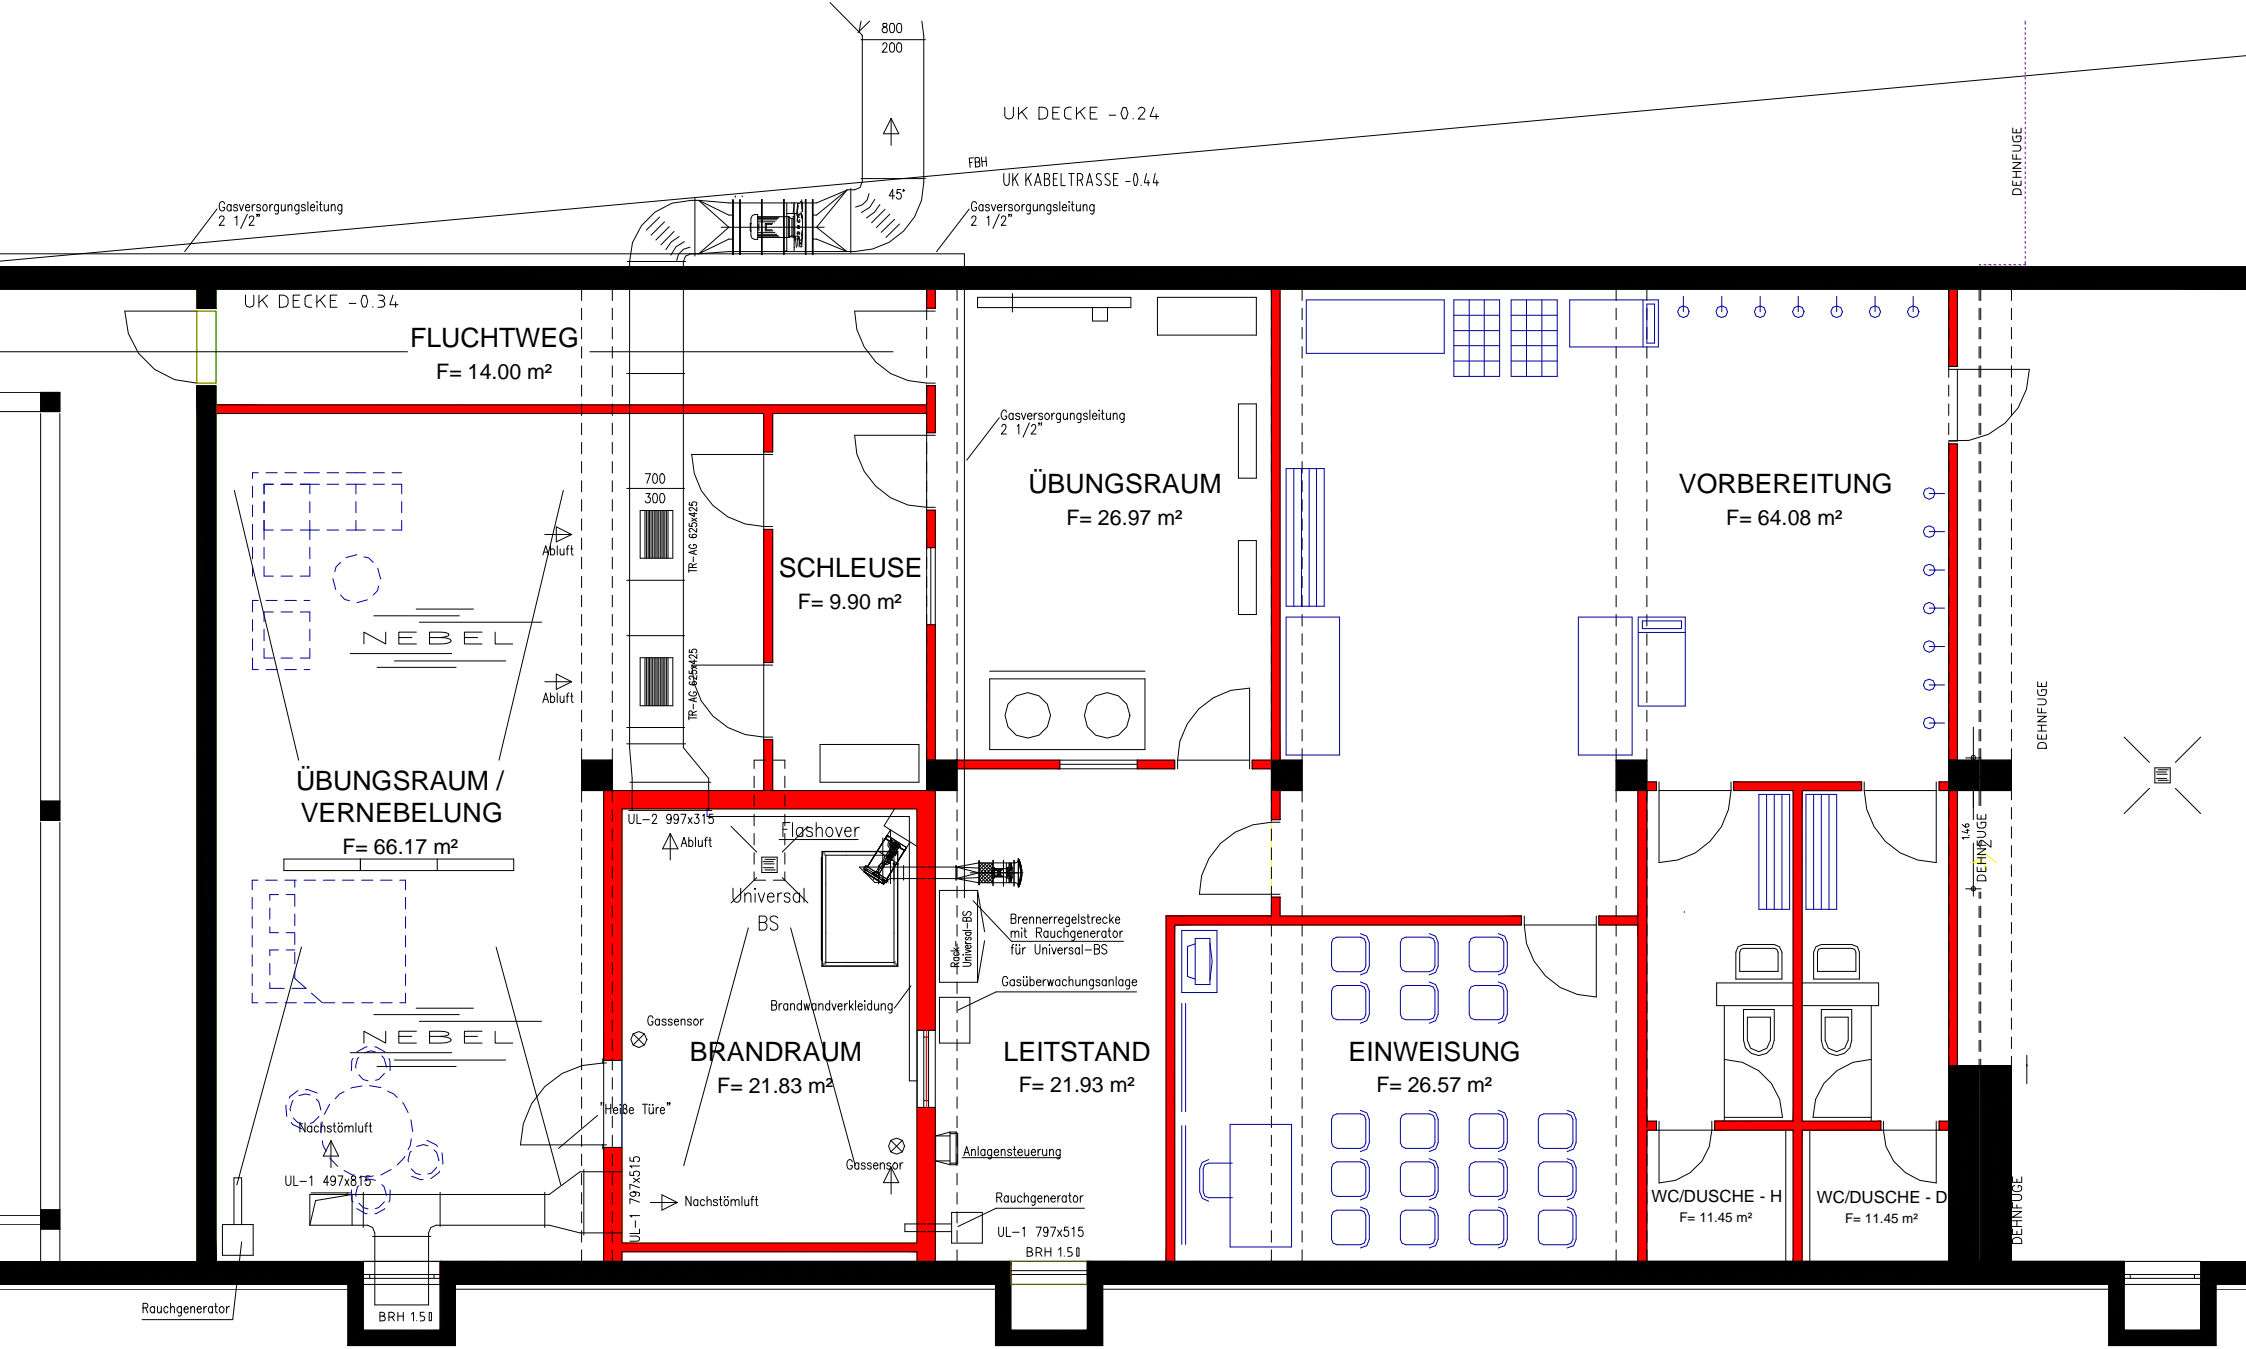 800
200
UK DECKE -0.24
DEHNFUGE
FBH
UK KABELTRASSE -0.44
45°
Gasversorgungsleitung
2 1/2"
Gasversorgungsleitung
2 1/2"
UK DECKE -0.34
FLUCHTWEG
F= 14.00 m²
Gasversorgungsleitung
2 1/2"
700
300
TR-AG 625x425
Abluft
ÜBUNGSRAUM
F= 26.97 m²
VORBEREITUNG
F= 64.08 m²
SCHLEUSE
F= 9.90 m²
NEBEL
TR-AG 625x425
Abluft
DEHNFUGE
ÜBUNGSRAUM /
VERNEBELUNG
F= 66.17 m²
UL-2 997x315
Abluft
Flashover
Universal
BS
1.46
DEHNFUGE
Rack-
Universal-BS
Brennerregelstrecke
mit Rauchgenerator
für Universal-BS
Gasüberwachungsanlage
Brandwandverkleidung
Gassensor
NEBEL
BRANDRAUM
F= 21.83 m²
LEITSTAND
F= 21.93 m²
EINWEISUNG
F= 26.57 m²
"Heiße Türe"
Nachstömluft
UL-1 497x815
Gassensor
Anlagensteuerung
UL-1 797x515
Nachstömluft
Rauchgenerator
UL-1 797x515
BRH 1.50
WC/DUSCHE - H
F= 11.45 m²
WC/DUSCHE - D
F= 11.45 m²
DEHNFUGE
Rauchgenerator
BRH 1.50